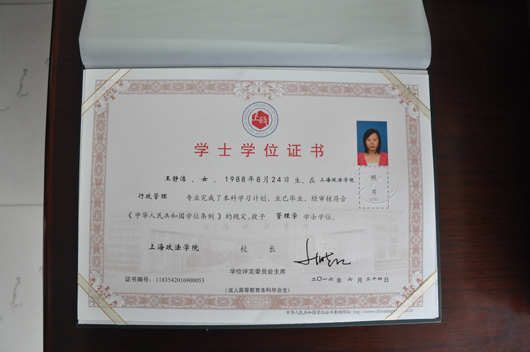 上政
学士学位证书
王静洁 、女 、1988年8月24日 生。在 上海政法学院
行政管理 专业完成了本科学习计划，业已毕业，经审核符合
《中华人民共和国学位条例》的规定，授予 管理学 学士学位。
上海政法学院 校 长
学位评定委员会主席
证书编号：1183542016900053 二〇一六年 六月 二十四日
（成人高等教育本科毕业生）